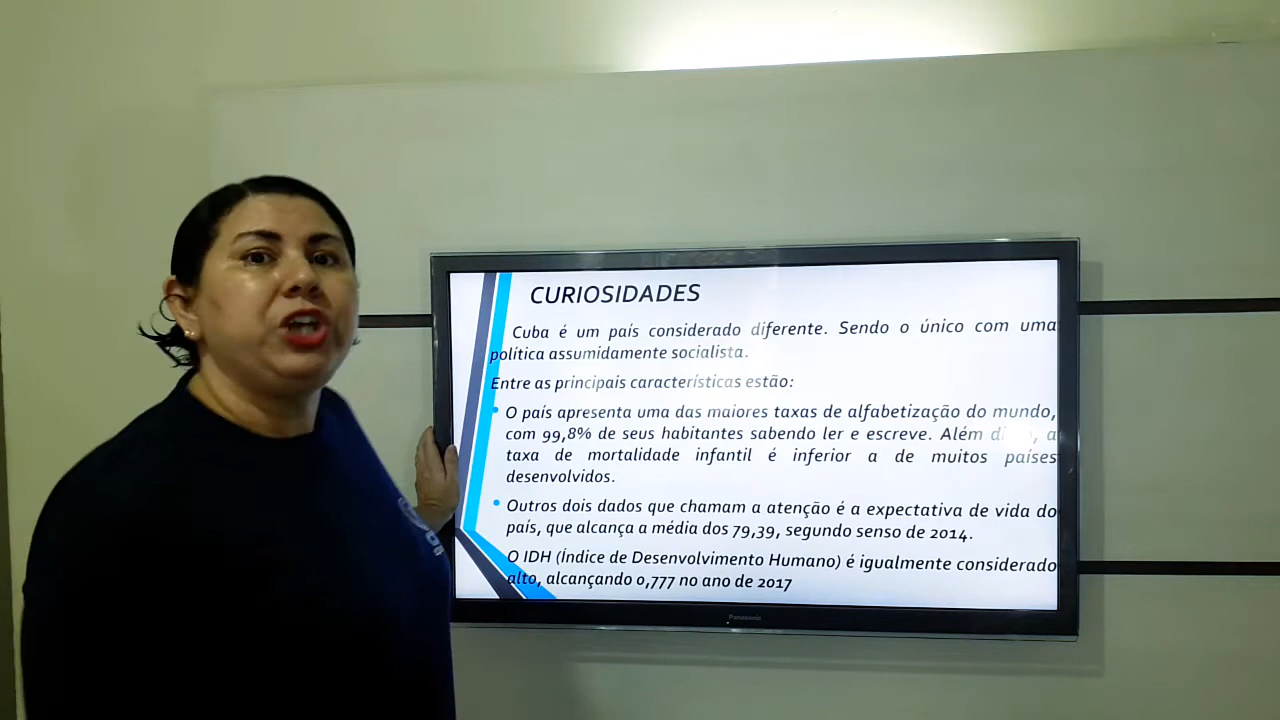 CURIOSIDADES
Cuba é um país considerado diferente. Sendo o único com uma
política assumidamente socialista.
Entre as principais características estão:
• O país apresenta uma das maiores taxas de alfabetização do mundo,
com 99,8% de seus habitantes sabendo ler e escreve. Além a
taxa de mortalidade infantil é inferior a de muitos países
desenvolvidos.
• Outros dois dados que chamam a atenção é a expectativa de vida do
país, que alcança a média dos 79,39, segundo senso de 2014.
O IDH (Índice de Desenvolvimento Humano) é igualmente considerado
alto, alcançando 0,777 no ano de 2017
Panasonic